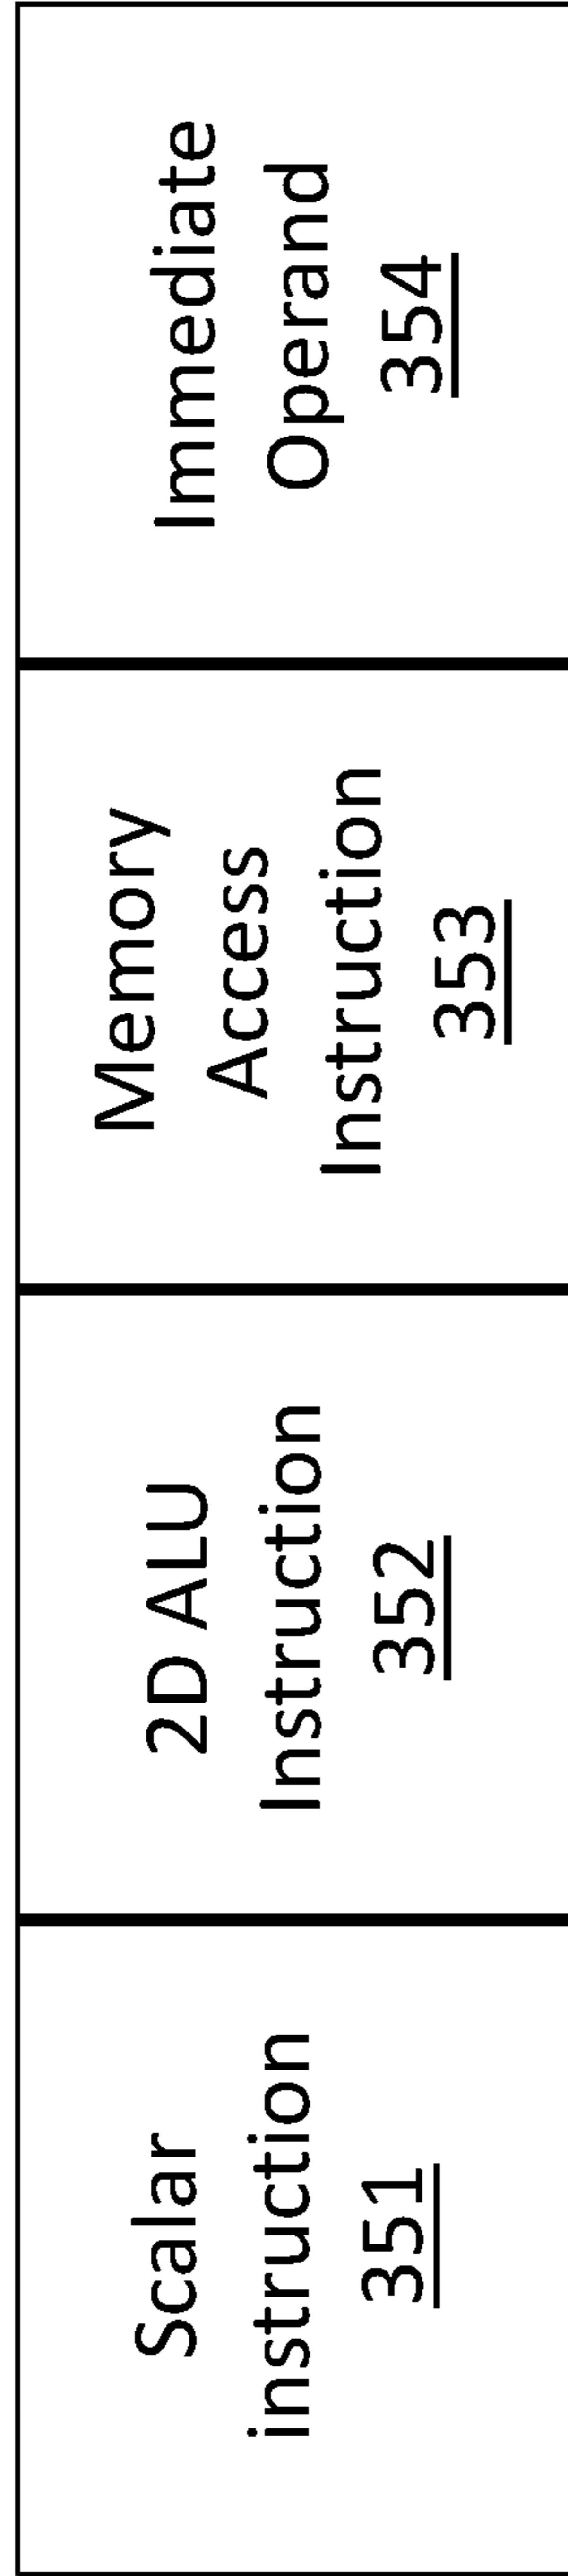 Scalar
instruction
351
2D ALU
Instruction
352
Memory
Access
Instruction
353
Immediate
Operand
354